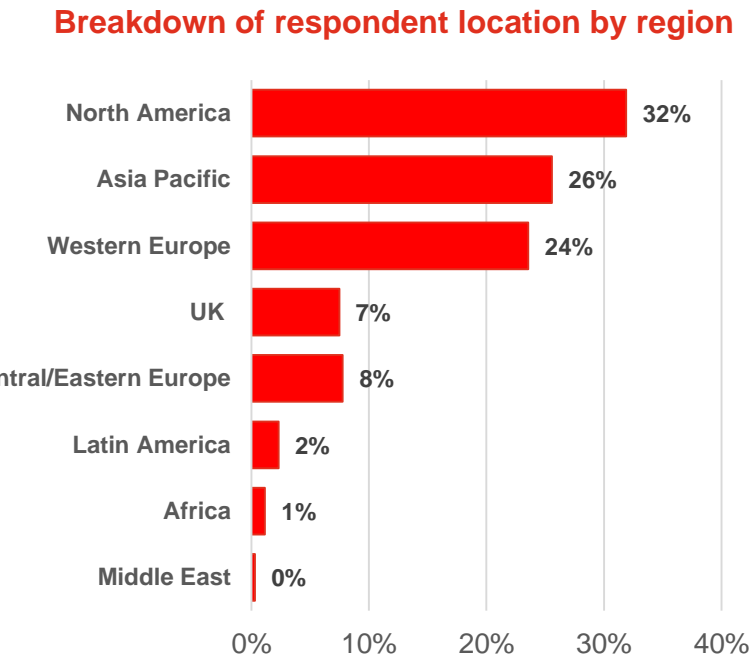 Breakdown of respondent location by region
North America 32%
Asia Pacific 26%
Western Europe 24%
UK 7%
ntral/Eastern Europe 8%
Latin America 2%
Africa 1%
Middle East 0%
0% 10% 20% 30% 40%